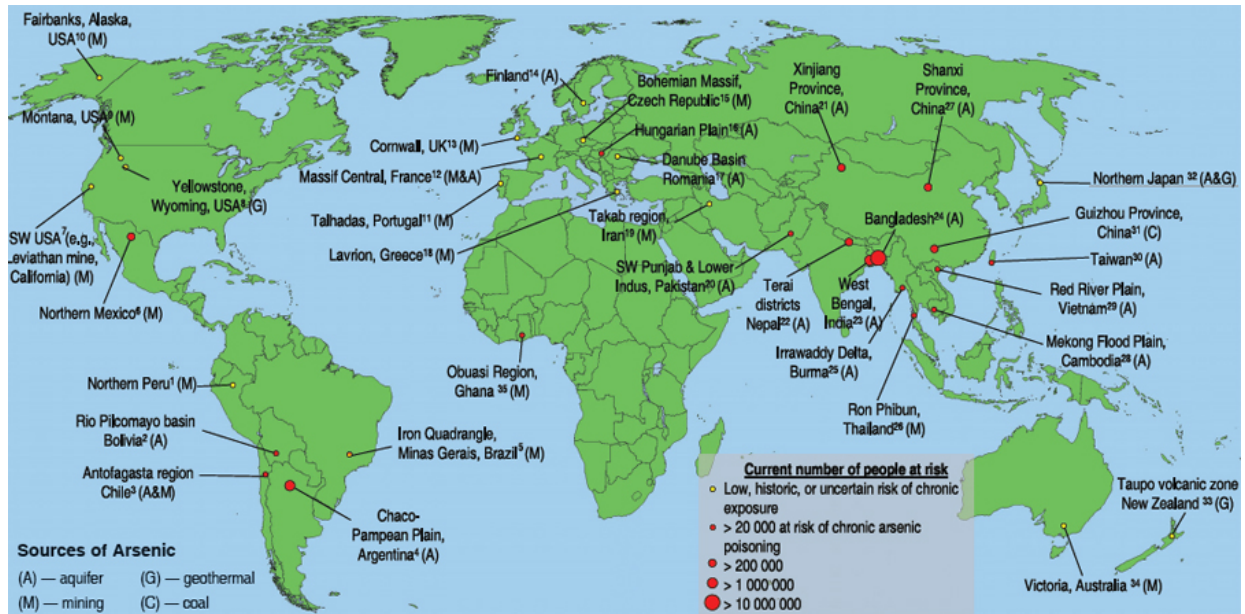 Fairbanks, Alaska,
USA¹⁰ (M)
Montana, USA⁹ (M)
Yellowstone,
Wyoming, USA⁸ (G)
SW USA⁷(e,g.,
Leviathan mine,
California) (M)
Northern Mexico⁶ (M)
Northern Peru¹ (M)
Rio Pilcomayo basin
Bolivia² (A)
Antofagasta region
Chile³ (A&M)
Chaco-
Pampean Plain,
Argentina⁴ (A)
Iron Quadrangle,
Minas Gerais, Brazil⁵ (M)
Finland¹⁴ (A)
Bohemian Massif,
Czech Republic¹⁵ (M)
Cornwall, UK¹³ (M)
Hungarian Plain¹⁶ (A)
Massif Central, France¹² (M&A)
Danube Basin
Romania¹⁷ (A)
Talhadas, Portugal¹¹ (M)
Lavrion, Greece¹⁸ (M)
Takab region,
Iran¹⁹ (M)
SW Punjab & Lower
Indus, Pakistan²⁰ (A)
Obuasi Region,
Ghana ³⁵ (M)
Xinjiang
Province,
China²¹ (A)
Shanxi
Province,
China²⁷ (A)
Northern Japan ³² (A&G)
Bangladesh²⁴ (A)
Guizhou Province,
China³¹ (C)
Taiwan³⁰ (A)
Terai
districts
Nepal²² (A)
West
Bengal,
India²³ (A)
Red River Plain,
Vietnam²⁹ (A)
Irrawaddy Delta,
Burma²⁵ (A)
Mekong Flood Plain,
Cambodia²⁸ (A)
Ron Phibun,
Thailand²⁶ (M)
Taupo volcanic zone
New Zealand ³³ (G)
Victoria, Australia ³⁴ (M)
Sources of Arsenic
(A) — aquifer (G) — geothermal
(M) — mining (C) — coal
Current number of people at risk
Low, historic, or uncertain risk of chronic
exposure
> 20 000 at risk of chronic arsenic
poisoning
> 200 000
> 1 000 000
> 10 000 000